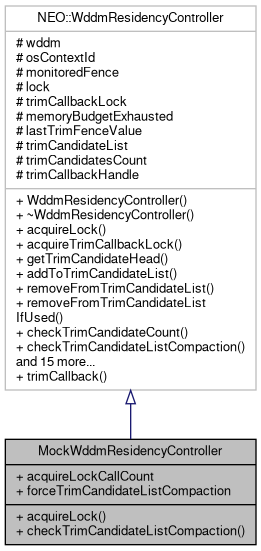 NEO::WddmResidencyController
# wddm
# osContextId
# monitoredFence
# lock
# trimCallbackLock
# memoryBudgetExhausted
# lastTrimFenceValue
# trimCandidateList
# trimCandidatesCount
# trimCallbackHandle
+ WddmResidencyController()
+ ~WddmResidencyController()
+ acquireLock()
+ acquireTrimCallbackLock()
+ getTrimCandidateHead()
+ addToTrimCandidateList()
+ removeFromTrimCandidateList()
+ removeFromTrimCandidateList
IfUsed()
+ checkTrimCandidateCount()
+ checkTrimCandidateListCompaction()
and 15 more...
+ trimCallback()
MockWddmResidencyController
+ acquireLockCallCount
+ forceTrimCandidateListCompaction
+ acquireLock()
+ checkTrimCandidateListCompaction()